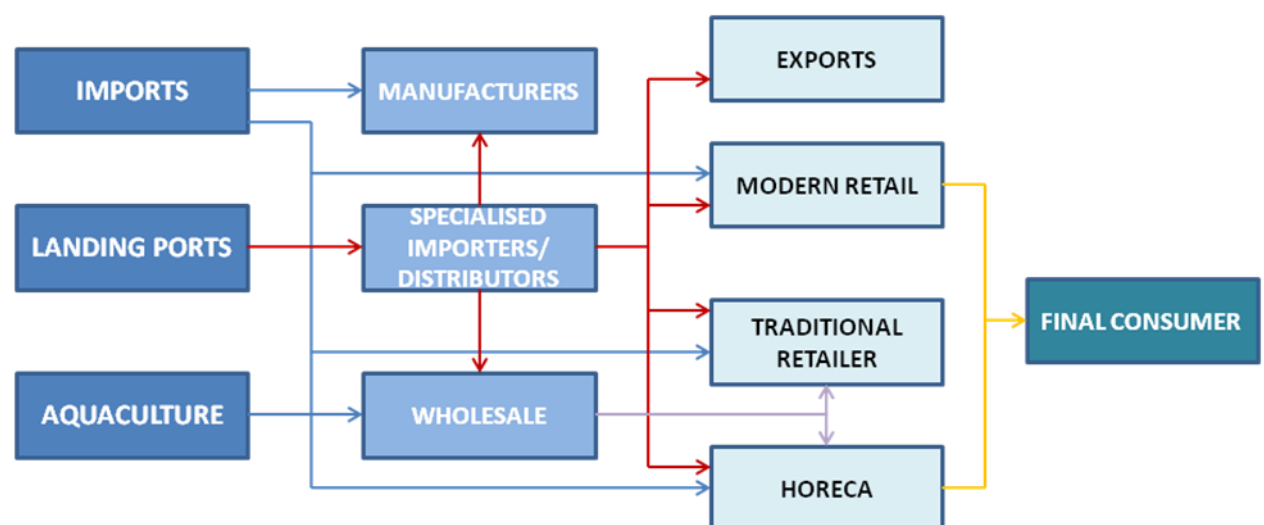 IMPORTS
MANUFACTURERS
EXPORTS
MODERN RETAIL
LANDING PORTS
SPECIALISED
IMPORTERS/
DISTRIBUTORS
TRADITIONAL
RETAILER
FINAL CONSUMER
AQUACULTURE
WHOLESALE
HORECA